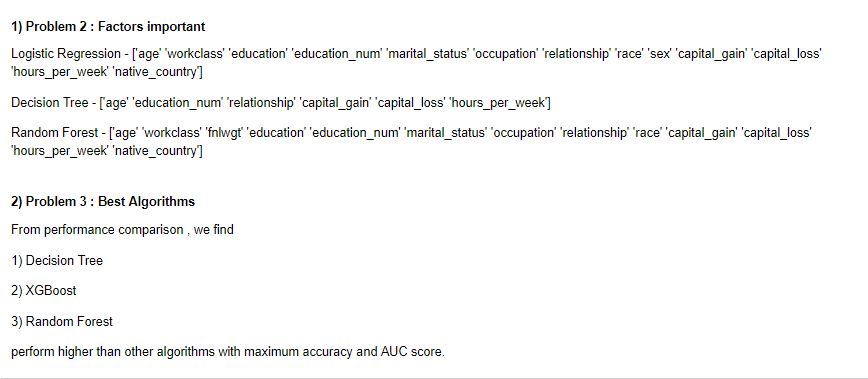 1) Problem 2 : Factors important
Logistic Regression - ['age' 'workclass' 'education' 'education_num' 'marital_status' 'occupation' 'relationship' 'race' 'sex' 'capital_gain' 'capital_loss'
'hours_per_week' 'native_country']
Decision Tree - ['age' 'education_num' 'relationship' 'capital_gain' 'capital_loss' 'hours_per_week']
Random Forest - ['age' 'workclass' 'fnlwgt' 'education' 'education_num' 'marital_status' 'occupation' 'relationship' 'race' 'capital_gain' 'capital_loss'
'hours_per_week' 'native_country']
2) Problem 3 : Best Algorithms
From performance comparison , we find
1) Decision Tree
2) XGBoost
3) Random Forest
perform higher than other algorithms with maximum accuracy and AUC score.